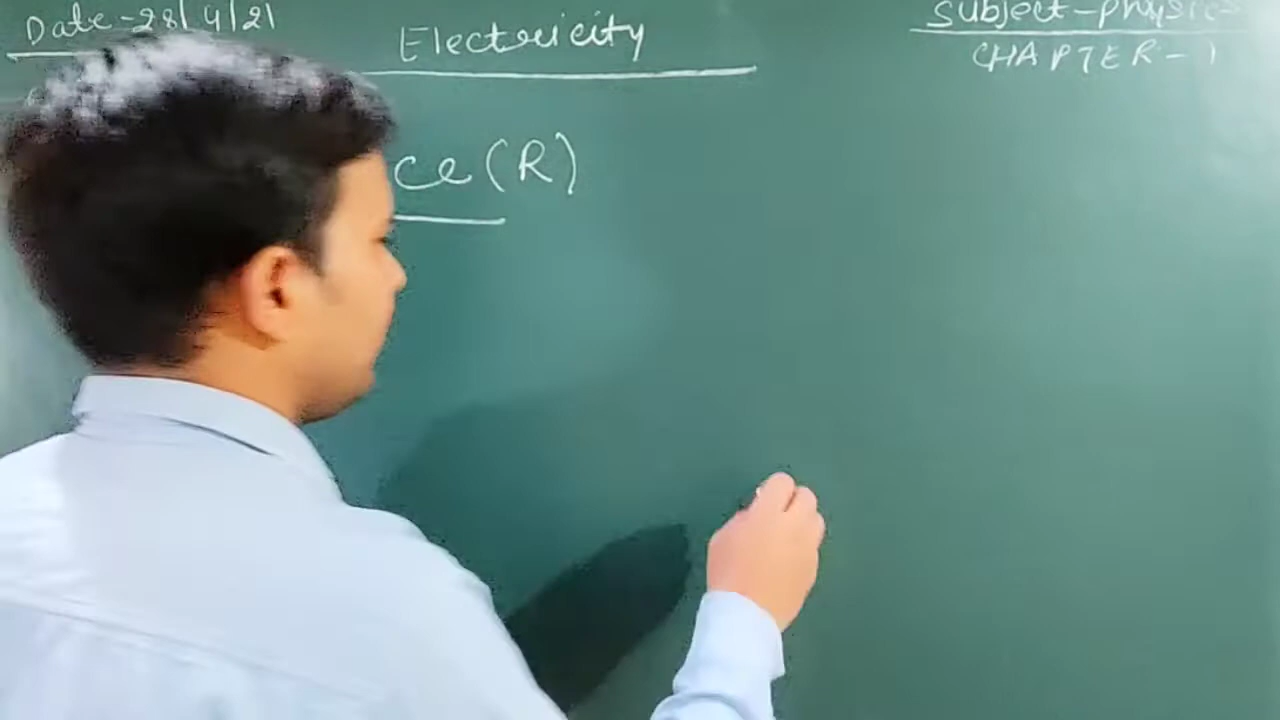 Date-28/4/21
Electricity
Subject-Physics
CHAPTER-1
ce(R)